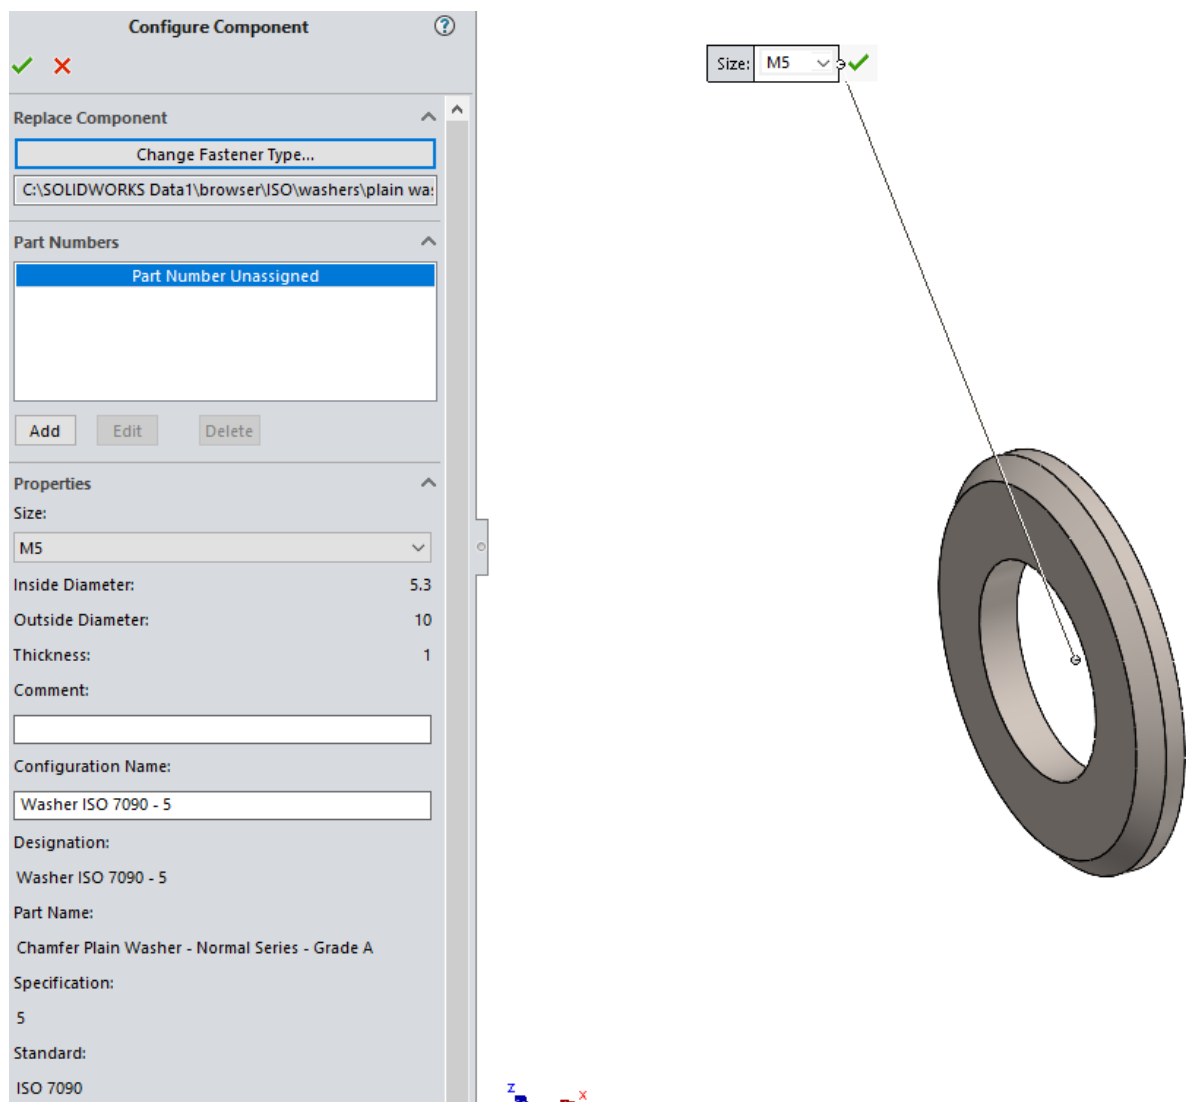 Configure Component
?
Size: M5
Replace Component
Change Fastener Type...
C:\SOLIDWORKS Data1\browser\ISO\washers\plain wa
Part Numbers
Part Number Unassigned
Add Edit Delete
Properties
Size:
M5
Inside Diameter: 5.3
Outside Diameter: 10
Thickness: 1
Comment:
Configuration Name:
Washer ISO 7090 - 5
Designation:
Washer ISO 7090 - 5
Part Name:
Chamfer Plain Washer - Normal Series - Grade A
Specification:
5
Standard:
ISO 7090
Z
X